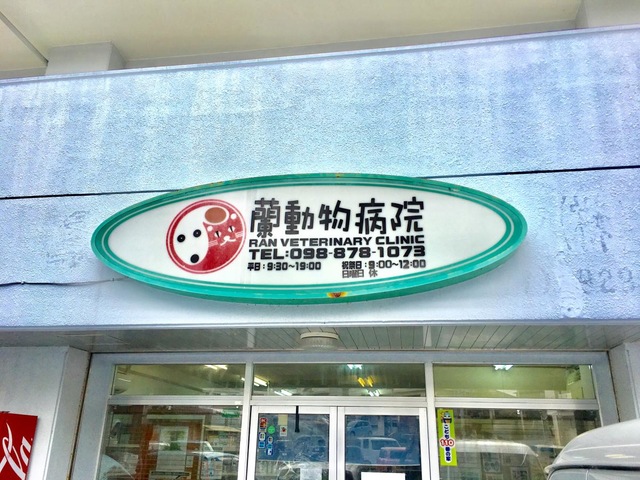 蘭動物病院
RAN VETERINARY CLINIC
TEL:098-878-1073
平日:9:30~19:00 祝祭日:9:00~12:00
日曜日 休
110